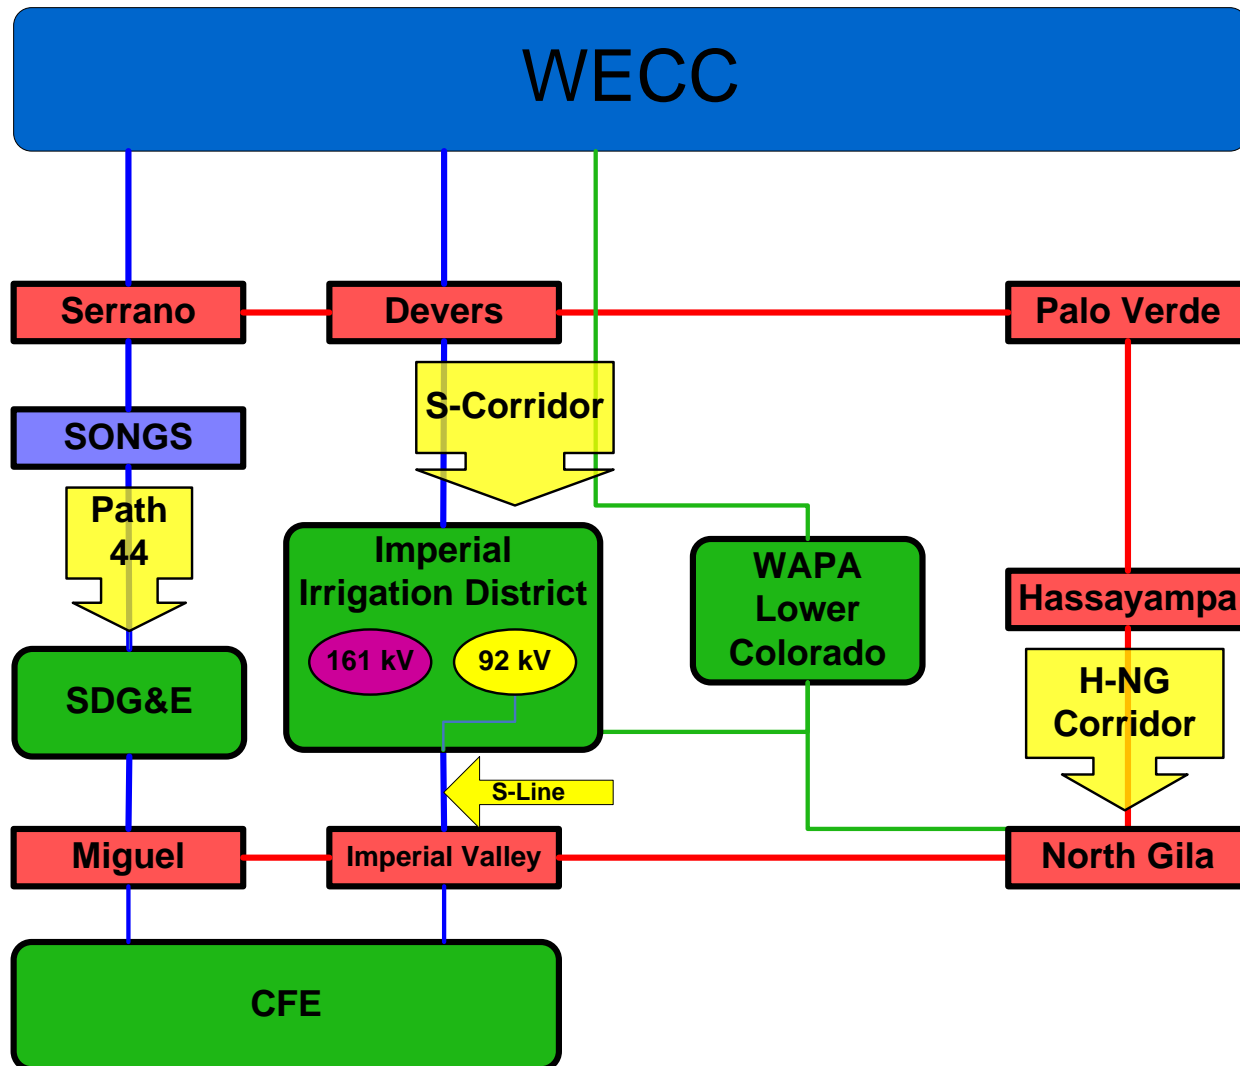 WECC
Serrano
Devers
Palo Verde
S-Corridor
SONGS
Path
44
Imperial
Irrigation District
161 kV
92 kV
WAPA
Lower
Colorado
Hassayampa
SDG&E
H-NG
Corridor
S-Line
Miguel
Imperial Valley
North Gila
CFE